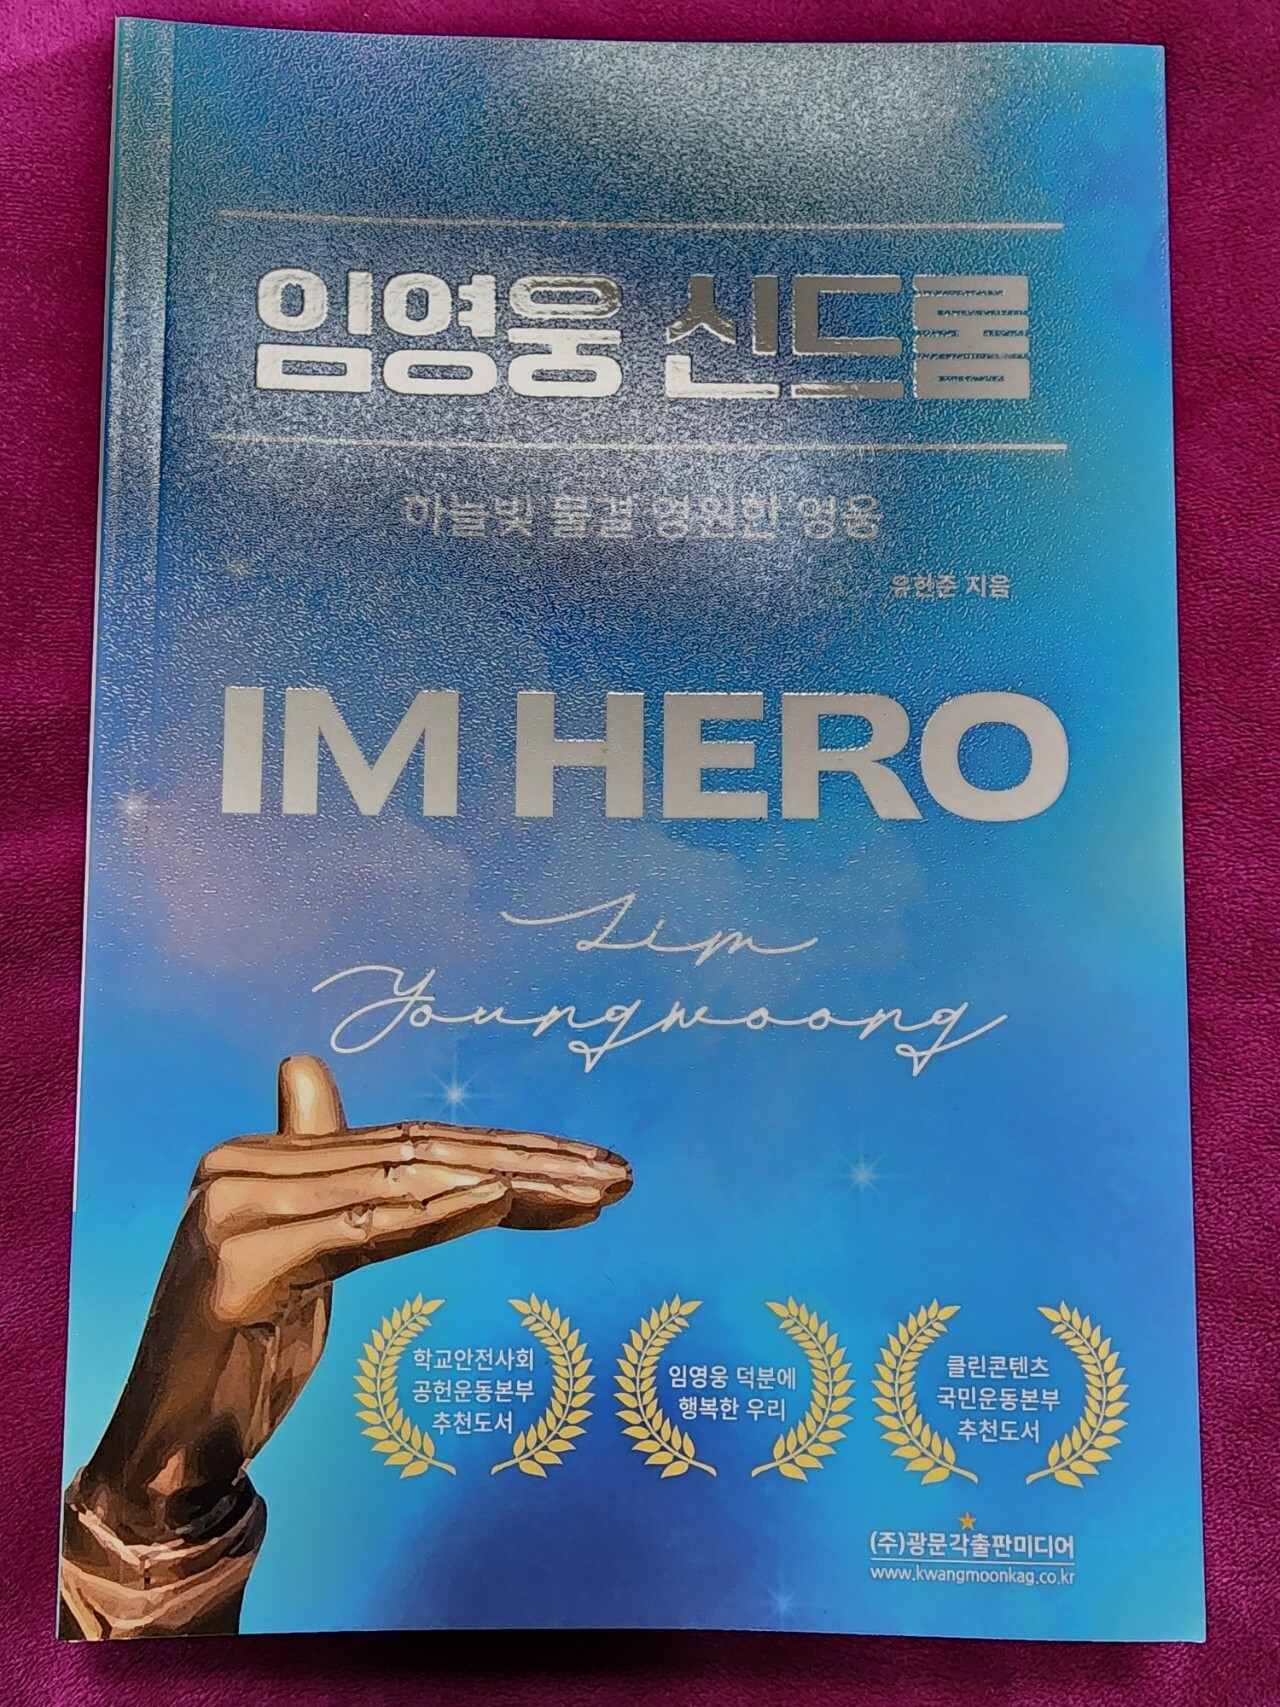 임영웅 신드롬
하늘빛 물결 영원한 영웅
유현준 지음
IM HERO
Lim
Youngwoong
학교안전사회
공헌운동본부
추천도서
임영웅 덕분에
행복한 우리
클린콘텐츠
국민운동본부
추천도서
(주)광문각출판미디어
www.kwangmoonkag.co.kr